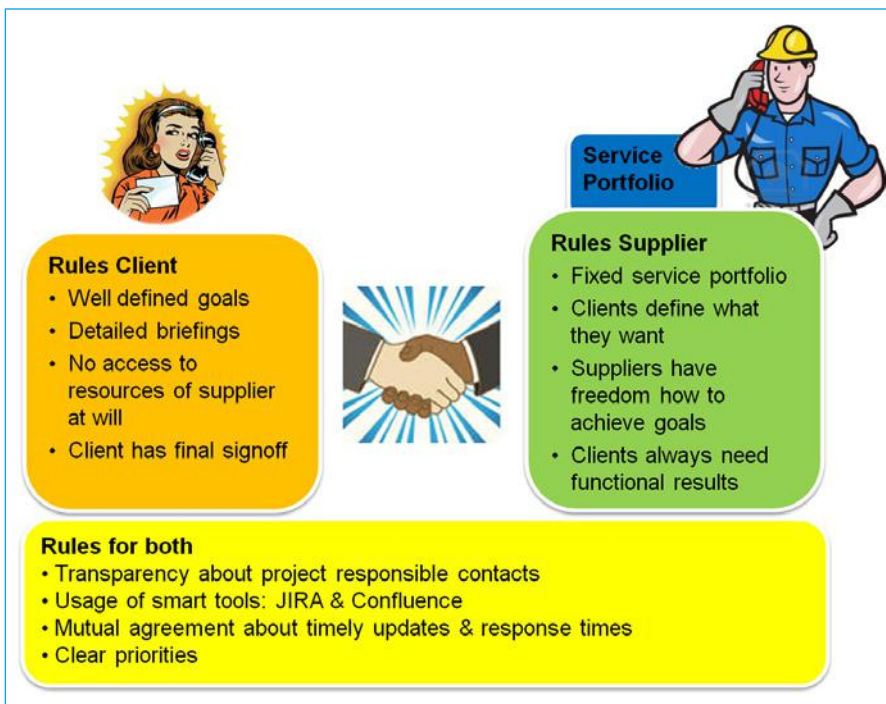 Service
Portfolio
Rules Client
• Well defined goals
• Detailed briefings
• No access to
resources of supplier
at will
• Client has final signoff
Rules Supplier
• Fixed service portfolio
• Clients define what
they want
• Suppliers have
freedom how to
achieve goals
• Clients always need
functional results
Rules for both
• Transparency about project responsible contacts
• Usage of smart tools: JIRA & Confluence
• Mutual agreement about timely updates & response times
• Clear priorities